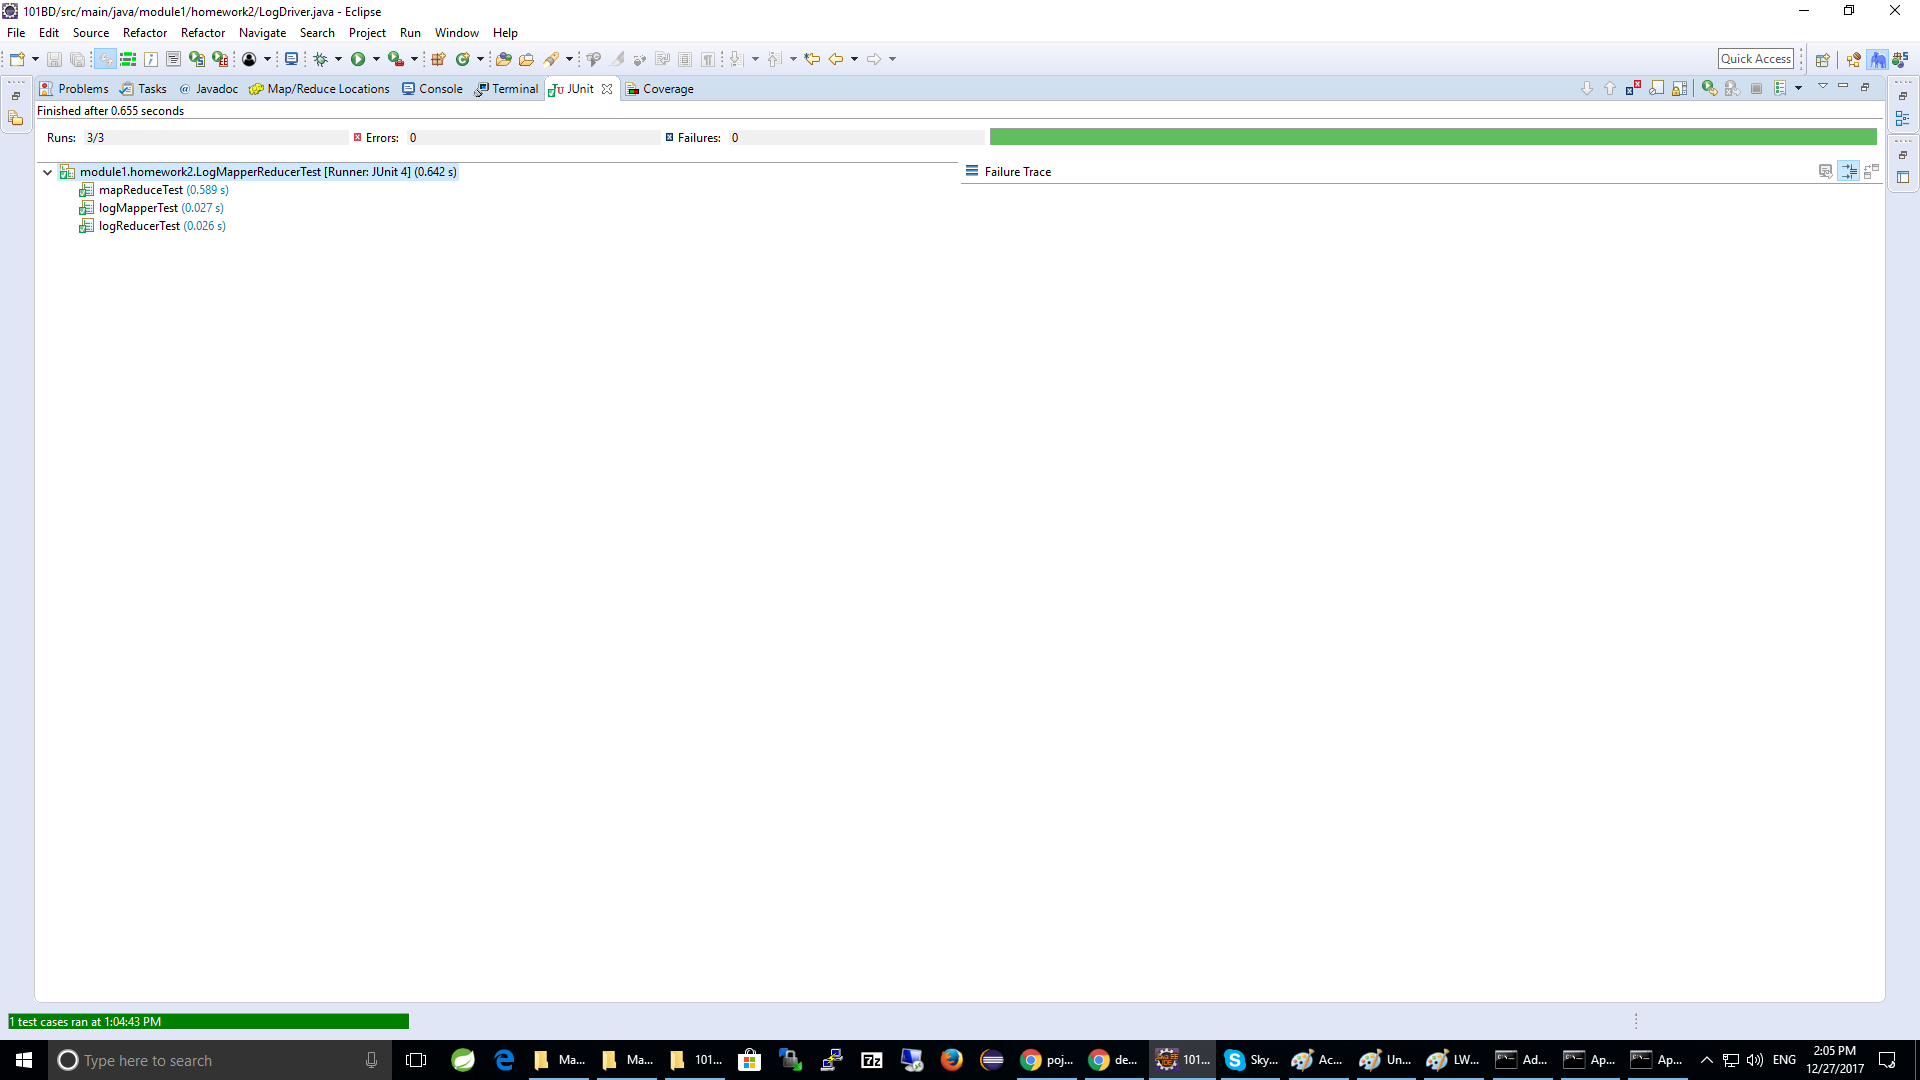 101BD/src/main/java/module1/homework2/LogDriver.java - Eclipse
File Edit Source Refactor Refactor Navigate Search Project Run Window Help
Quick Access
Problems Tasks @ Javadoc Map/Reduce Locations Console Terminal JUnit Coverage
Finished after 0.655 seconds
Runs: 3/3 Errors: 0 Failures: 0
module1.homework2.LogMapperReducerTest [Runner: JUnit 4] (0.642 s)
Failure Trace
mapReduceTest (0.589 s)
logMapperTest (0.027 s)
logReducerTest (0.026 s)
1 test cases ran at 1:04:43 PM
Type here to search
Ma... Ma... 101... poj... de... 101... Sky... Ac... Un... LW... Ad... Ap... Ap... ENG
2:05 PM
12/27/2017